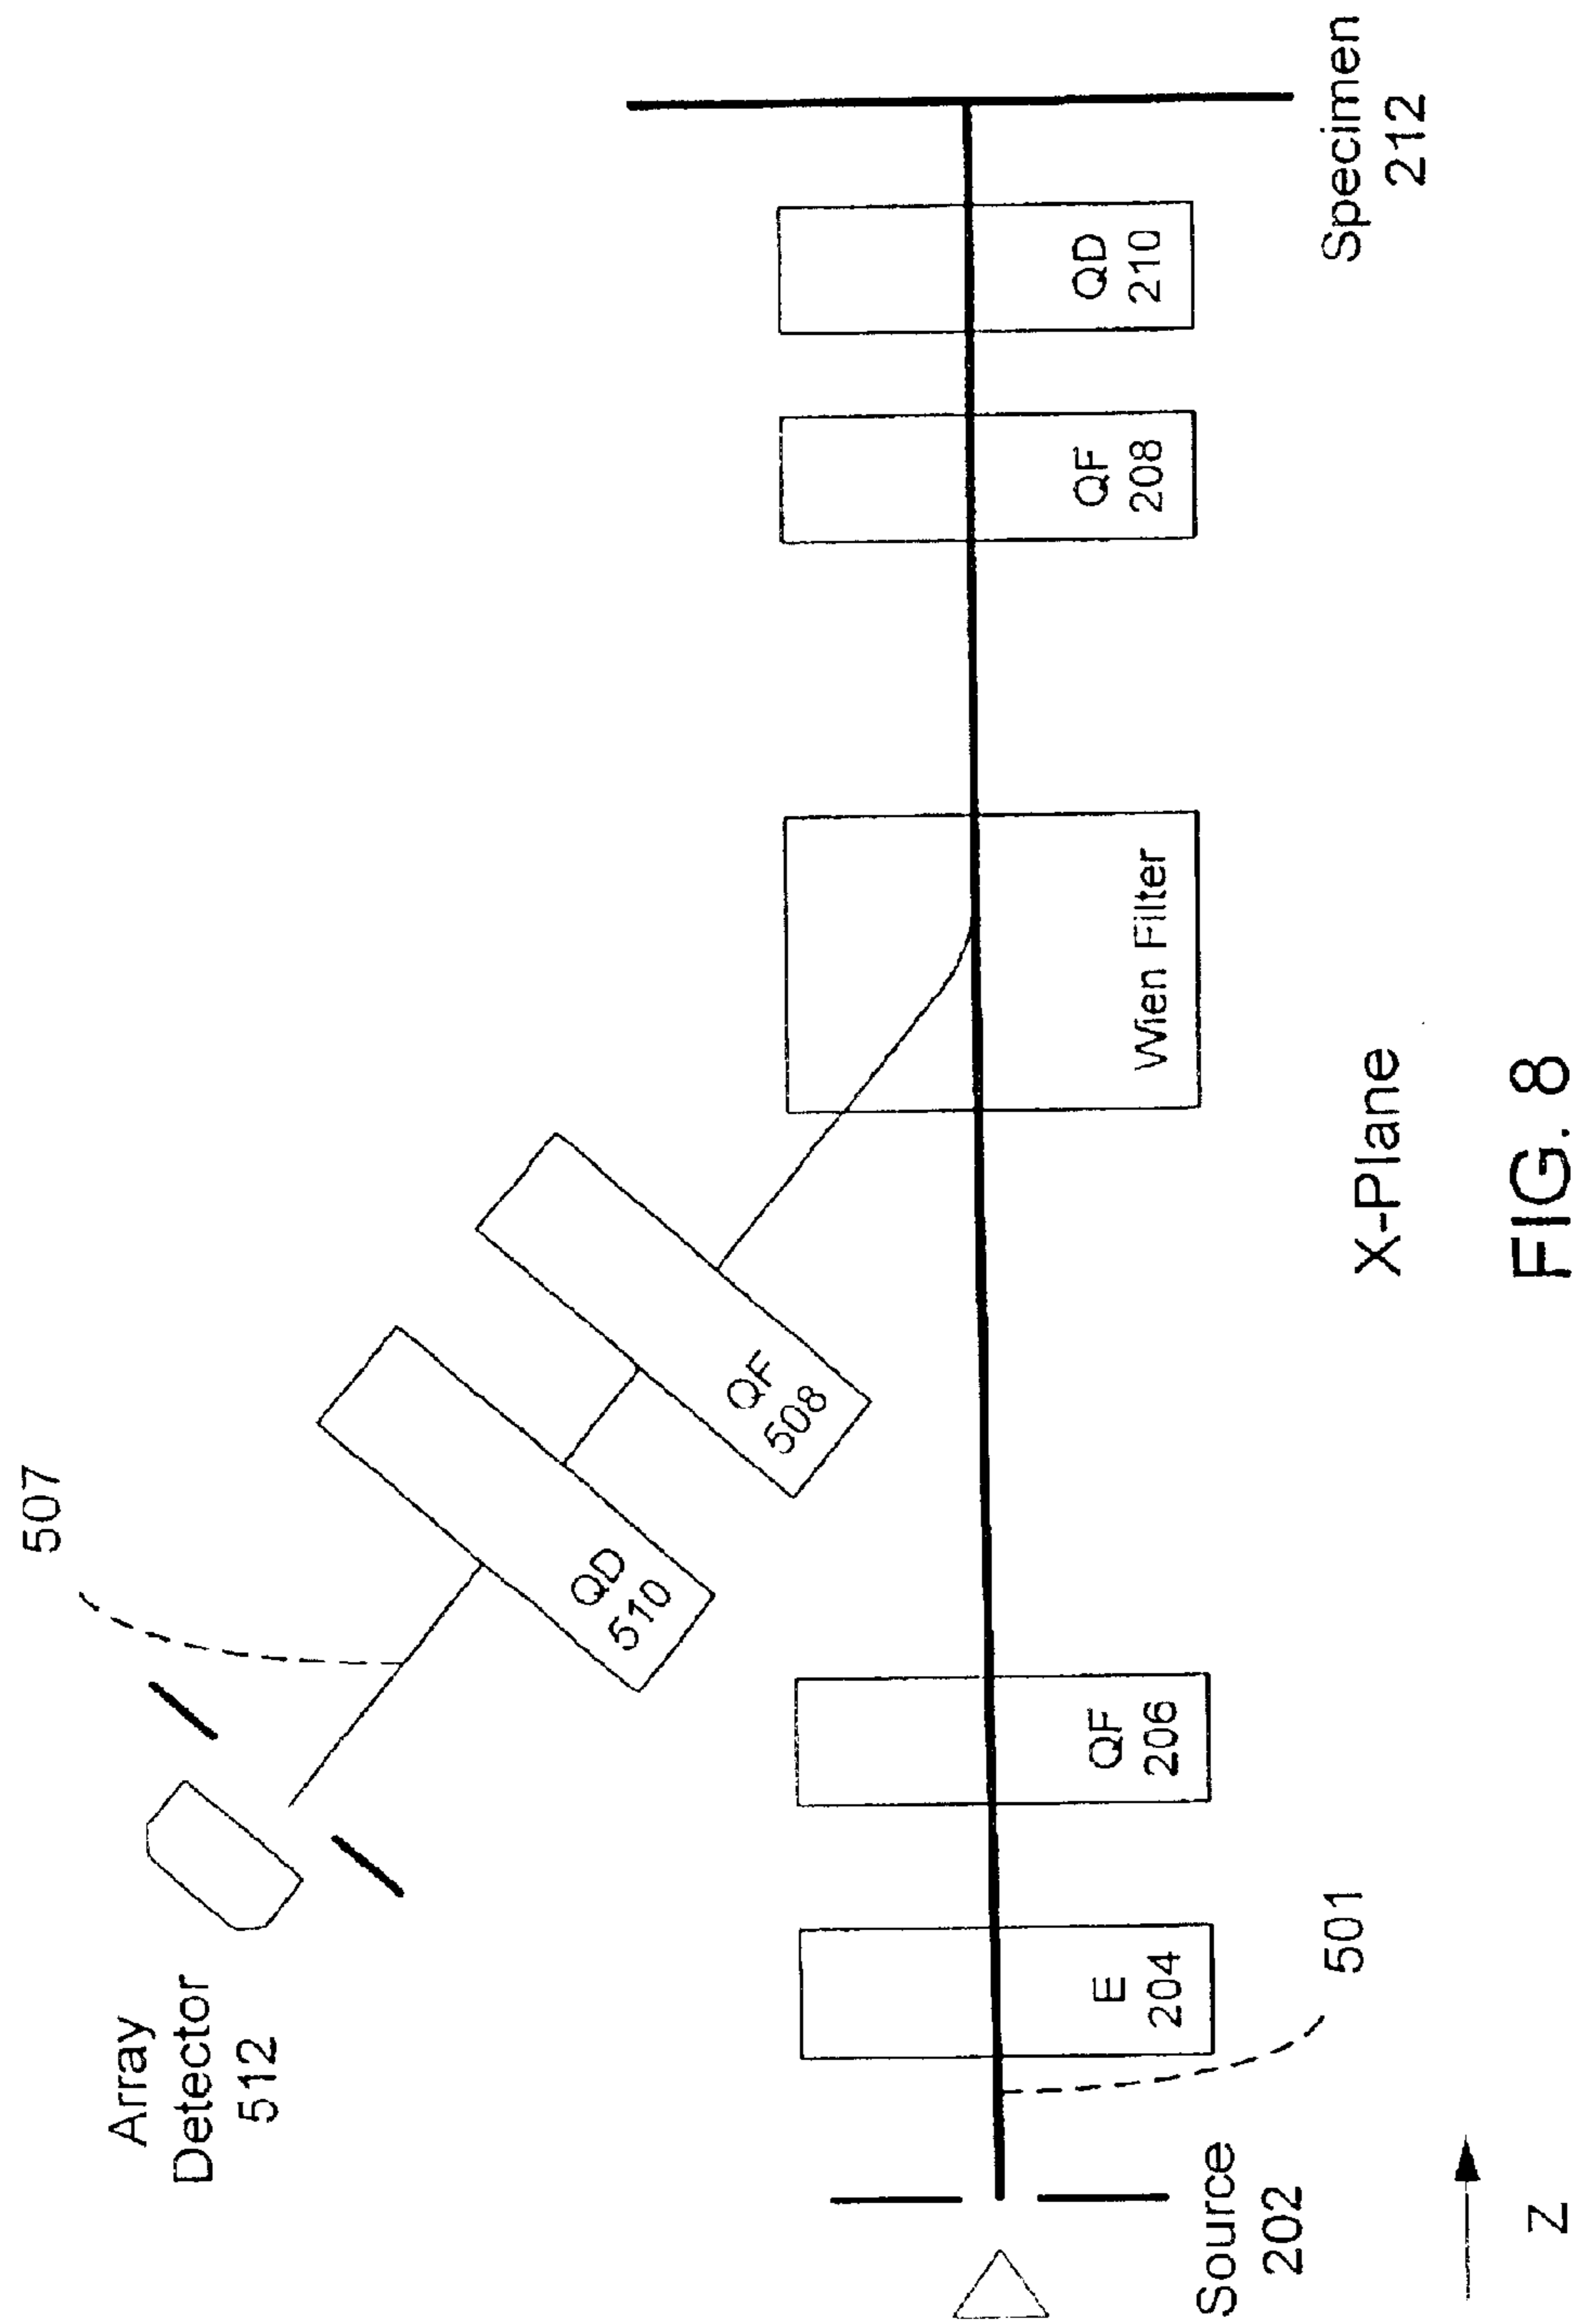 507
Array
Detector
512
QD
510
QF
508
Source
202
E
204
501
QF
206
Wien Filter
QF
208
QD
210
Specimen
212
Z
X-Plane
FIG. 8